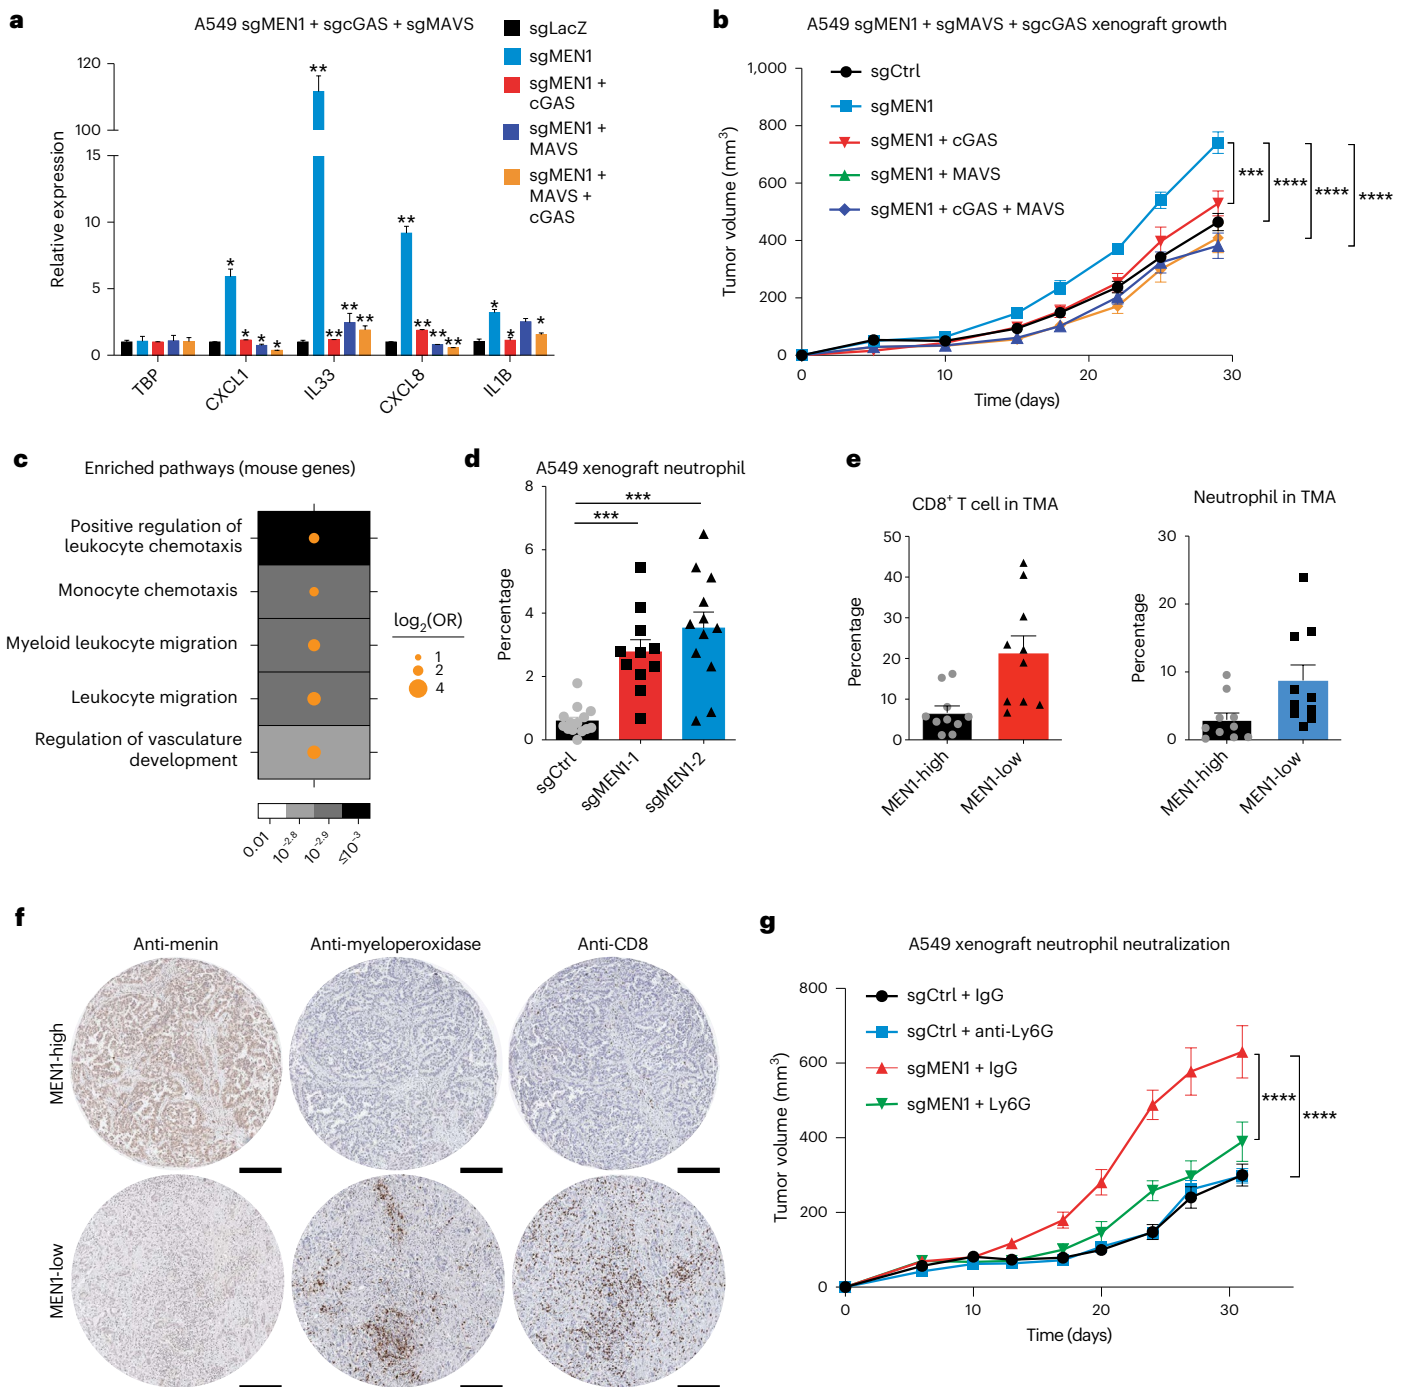 a
A549 sgMEN1 + sgcGAS + sgMAVS
sgLacZ
sgMEN1
sgMEN1 +
cGAS
sgMEN1 +
MAVS
sgMEN1 +
MAVS +
cGAS
Relative expression
120
100
15
10
5
0
*
**
**
*
* * *
** ** **
** ** **
* *
TBP
CXCL1
IL33
CXCL8
IL1B
b
A549 sgMEN1 + sgMAVS + sgcGAS xenograft growth
sgCtrl
sgMEN1
sgMEN1 + cGAS
sgMEN1 + MAVS
sgMEN1 + cGAS + MAVS
Tumor volume (mm³)
1,000
800
600
400
200
0
0 10 20 30
Time (days)
*** **** **** ****
c
Enriched pathways (mouse genes)
Positive regulation of
leukocyte chemotaxis
Monocyte chemotaxis
Myeloid leukocyte migration
Leukocyte migration
Regulation of vasculature
development
log₂(OR)
1
2
4
0.01
10⁻²·⁸
10⁻²·⁹
≤10⁻³
d
A549 xenograft neutrophil
Percentage
8
6
4
2
0
***
***
sgCtrl
sgMEN1-1
sgMEN1-2
e
CD8⁺ T cell in TMA
Percentage
50
40
30
20
10
0
MEN1-high
MEN1-low
Neutrophil in TMA
Percentage
30
20
10
0
MEN1-high
MEN1-low
f
Anti-menin
Anti-myeloperoxidase
Anti-CD8
MEN1-high
MEN1-low
g
A549 xenograft neutrophil neutralization
sgCtrl + IgG
sgCtrl + anti-Ly6G
sgMEN1 + IgG
sgMEN1 + Ly6G
Tumor volume (mm³)
800
600
400
200
0
0 10 20 30
Time (days)
**** ****